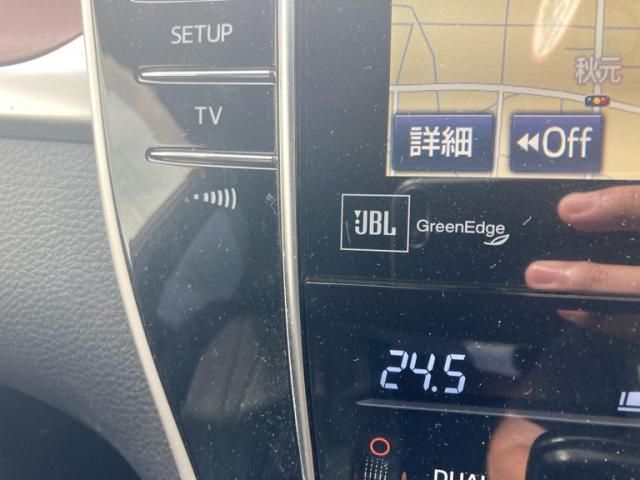 SETUP
TV
秋元
詳細
Off
JBL
GreenEdge
24.5
DUAL